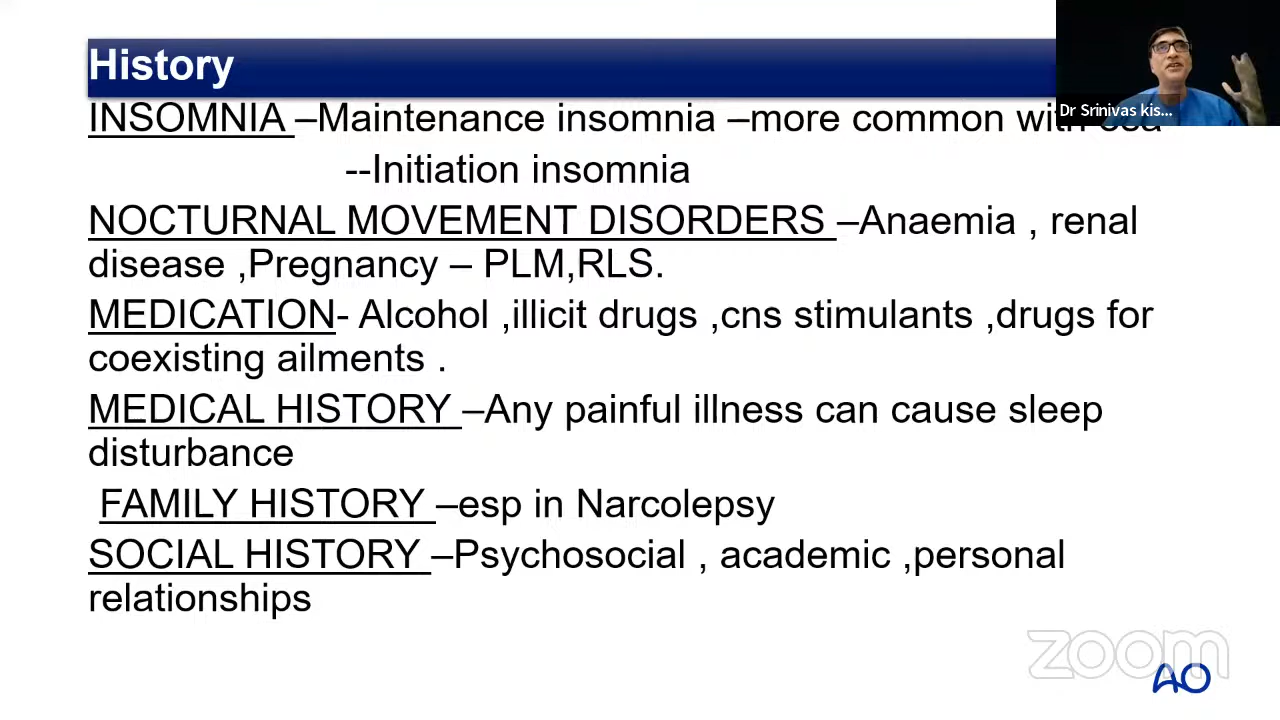 History
INSOMNIA –Maintenance insomnia –more common with osa
--Initiation insomnia
NOCTURNAL MOVEMENT DISORDERS –Anaemia , renal
disease ,Pregnancy – PLM,RLS.
MEDICATION- Alcohol ,illicit drugs ,cns stimulants ,drugs for
coexisting ailments .
MEDICAL HISTORY –Any painful illness can cause sleep
disturbance
FAMILY HISTORY –esp in Narcolepsy
SOCIAL HISTORY –Psychosocial , academic ,personal
relationships
Dr Srinivas kis...
zoom
AO